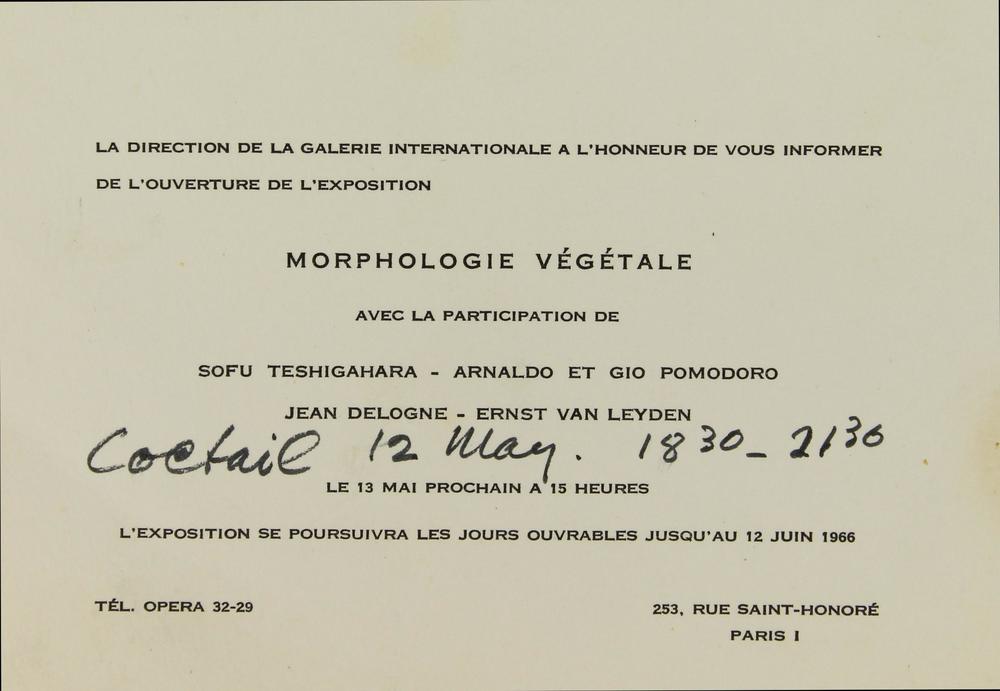 LA DIRECTION DE LA GALERIE INTERNATIONALE A L'HONNEUR DE VOUS INFORMER
DE L'OUVERTURE DE L'EXPOSITION
MORPHOLOGIE VÉGÉTALE
AVEC LA PARTICIPATION DE
SOFU TESHIGAHARA - ARNALDO ET GIO POMODORO
JEAN DELOGNE - ERNST VAN LEYDEN
Coctail 12 May. 18 30 - 21 30
LE 13 MAI PROCHAIN A 15 HEURES
L'EXPOSITION SE POURSUIVRA LES JOURS OUVRABLES JUSQU'AU 12 JUIN 1966
TÉL. OPERA 32-29
253, RUE SAINT-HONORÉ
PARIS I